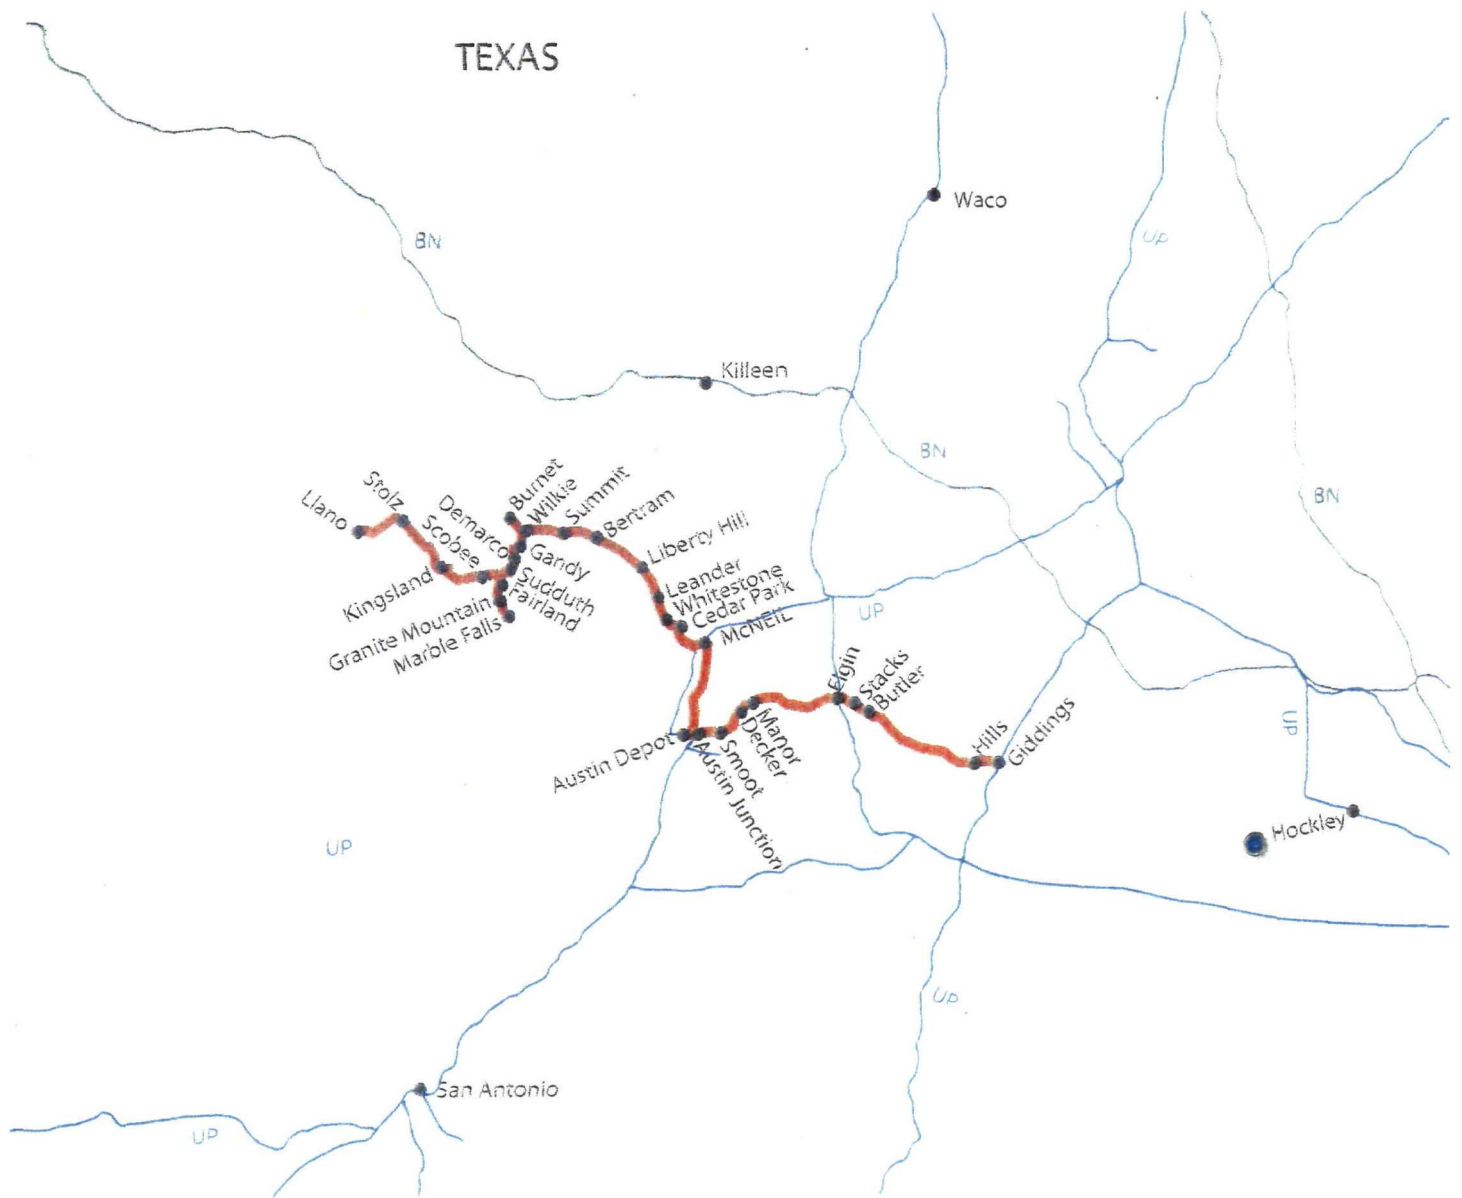 TEXAS
Waco
UP
BN
Killeen
BN
BN
Burnet
Wilkie
Summit
Bertram
Stolz
Llano
Demarco
Scobee
Gandy
Liberty Hill
Kingsland
Sudduth
Fairland
Leander
Whitestone
Cedar Park
McNEIL
Granite Mountain
Marble Falls
UP
Elgin
Stacks
Butler
Austin Depot
Manor
Decker
Smoot
Austin Junction
Hills
Giddings
UP
Hockley
UP
UP
San Antonio
UP